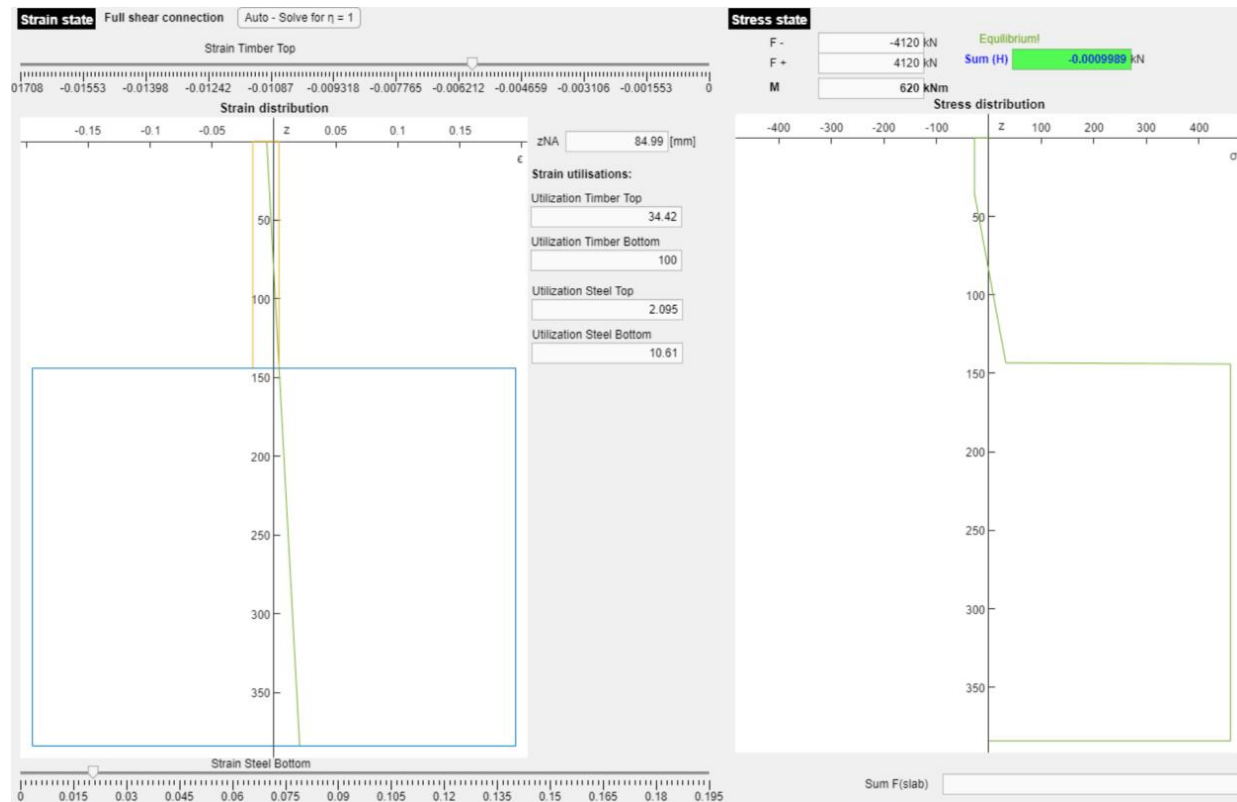 Strain state Full shear connection Auto - Solve for η = 1
Strain Timber Top
01708 -0.01553 -0.01398 -0.01242 -0.01087 -0.009318 -0.007765 -0.006212 -0.004659 -0.003106 -0.001553 0
Strain distribution
-0.15 -0.1 -0.05 z 0.05 0.1 0.15
ε
50
100
150
200
250
300
350
zNA 84.99 [mm]
Strain utilisations:
Utilization Timber Top
34.42
Utilization Timber Bottom
100
Utilization Steel Top
2.095
Utilization Steel Bottom
10.61
Strain Steel Bottom
0 0.015 0.03 0.045 0.06 0.075 0.09 0.105 0.12 0.135 0.15 0.165 0.18 0.195
Stress state
F - -4120 kN Equilibrium!
F + 4120 kN Sum (H) -0.0009989 kN
M 620 kNm
Stress distribution
-400 -300 -200 -100 z 100 200 300 400
σ
50
100
150
200
250
300
350
Sum F(slab)